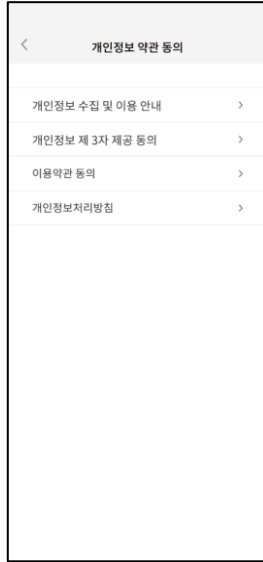 개인정보 약관 동의
개인정보 수집 및 이용 안내
개인정보 제 3자 제공 동의
이용약관 동의
개인정보처리방침